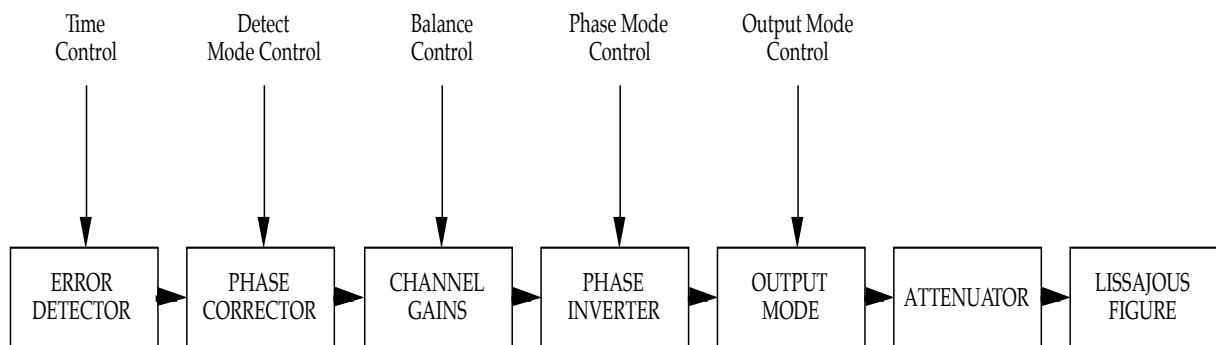 Time
Control
Detect
Mode Control
Balance
Control
Phase Mode
Control
Output Mode
Control
ERROR
DETECTOR
PHASE
CORRECTOR
CHANNEL
GAINS
PHASE
INVERTER
OUTPUT
MODE
ATTENUATOR
LISSAJOUS
FIGURE